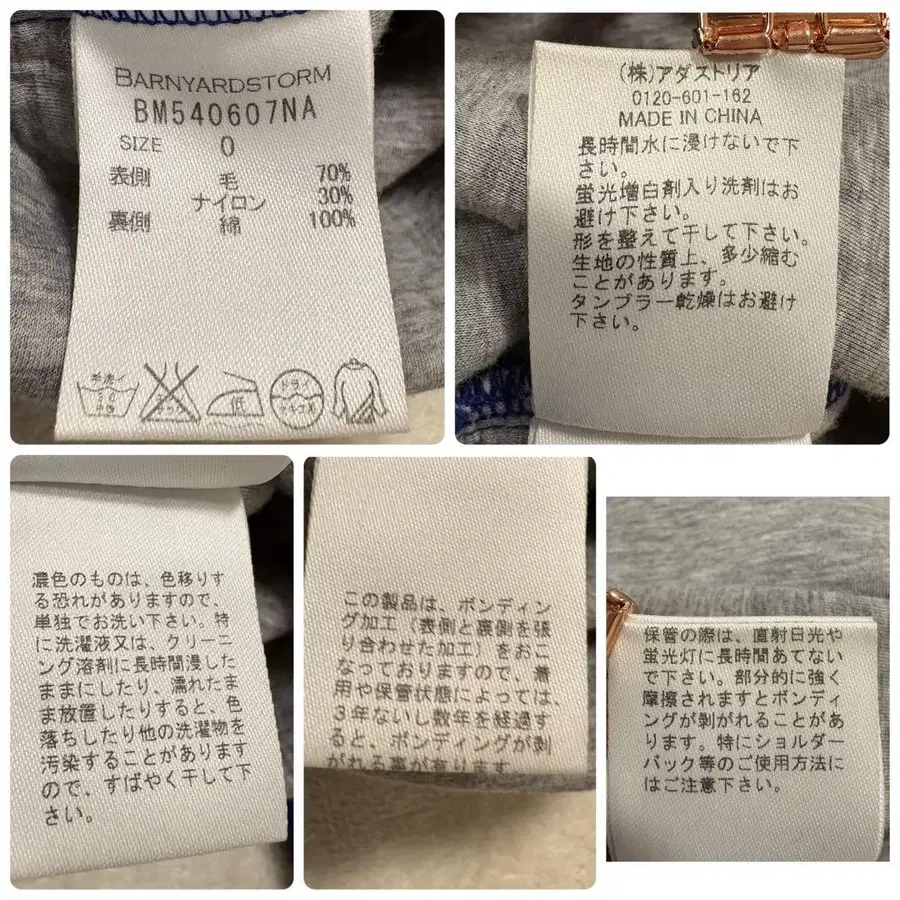 BARNYARDSTORM
BM540607NA
SIZE 0
表側 毛 70%
ナイロン 30%
裏側 綿 100%
手洗イ
30
低
ドライ
(株)アダストリア
0120-601-162
MADE IN CHINA
長時間水に浸けないで下
さい。
蛍光増白剤入り洗剤はお
避け下さい。
形を整えて干して下さい。
生地の性質上、多少縮む
ことがあります。
タンブラー乾燥はお避け
下さい。
濃色のものは、色移りす
る恐れがありますので、
単独でお洗い下さい。特
に洗濯液又は、クリーニ
ング溶剤に長時間浸した
ままにしたり、濡れたま
ま放置したりすると、色
落ちしたり他の洗濯物を
汚染することがあります
ので、すばやく干して下
さい。
この製品は、ボンディン
グ加工(表側と裏側を張
り合わせた加工)をおこ
なっておりますので、着
用や保管状態によっては、
3年ないし数年を経過す
ると、ボンディングが剥
がれる事が有ります。
保管の際は、直射日光や
蛍光灯に長時間あてない
で下さい。部分的に強く
摩擦されますとボンディ
ングが剥がれることがあ
ります。特にショルダー
バック等のご使用方法に
はご注意下さい。